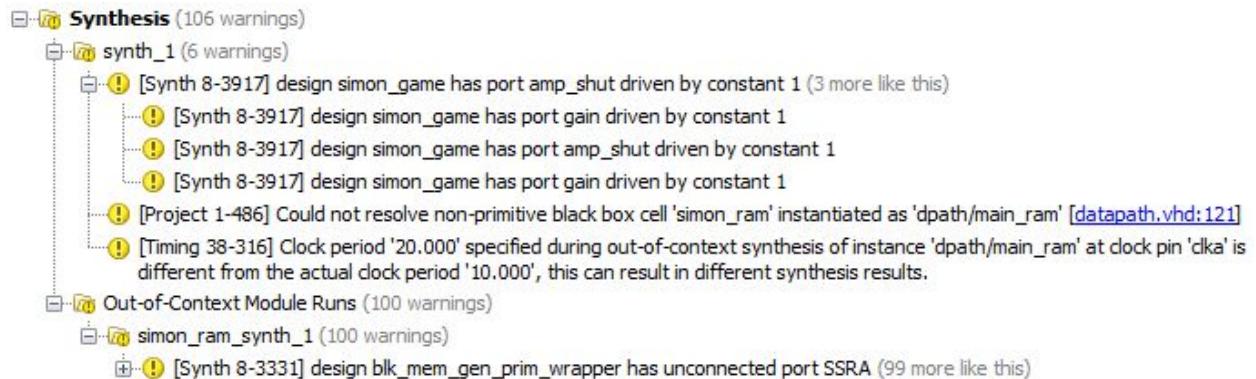 Synthesis (106 warnings)
synth_1 (6 warnings)
[Synth 8-3917] design simon_game has port amp_shut driven by constant 1 (3 more like this)
[Synth 8-3917] design simon_game has port gain driven by constant 1
[Synth 8-3917] design simon_game has port amp_shut driven by constant 1
[Synth 8-3917] design simon_game has port gain driven by constant 1
[Project 1-486] Could not resolve non-primitive black box cell 'simon_ram' instantiated as 'dpath/main_ram' [datapath.vhd:121]
[Timing 38-316] Clock period '20.000' specified during out-of-context synthesis of instance 'dpath/main_ram' at clock pin 'clka' is
different from the actual clock period '10.000', this can result in different synthesis results.
Out-of-Context Module Runs (100 warnings)
simon_ram_synth_1 (100 warnings)
[Synth 8-3331] design blk_mem_gen_prim_wrapper has unconnected port SSRA (99 more like this)